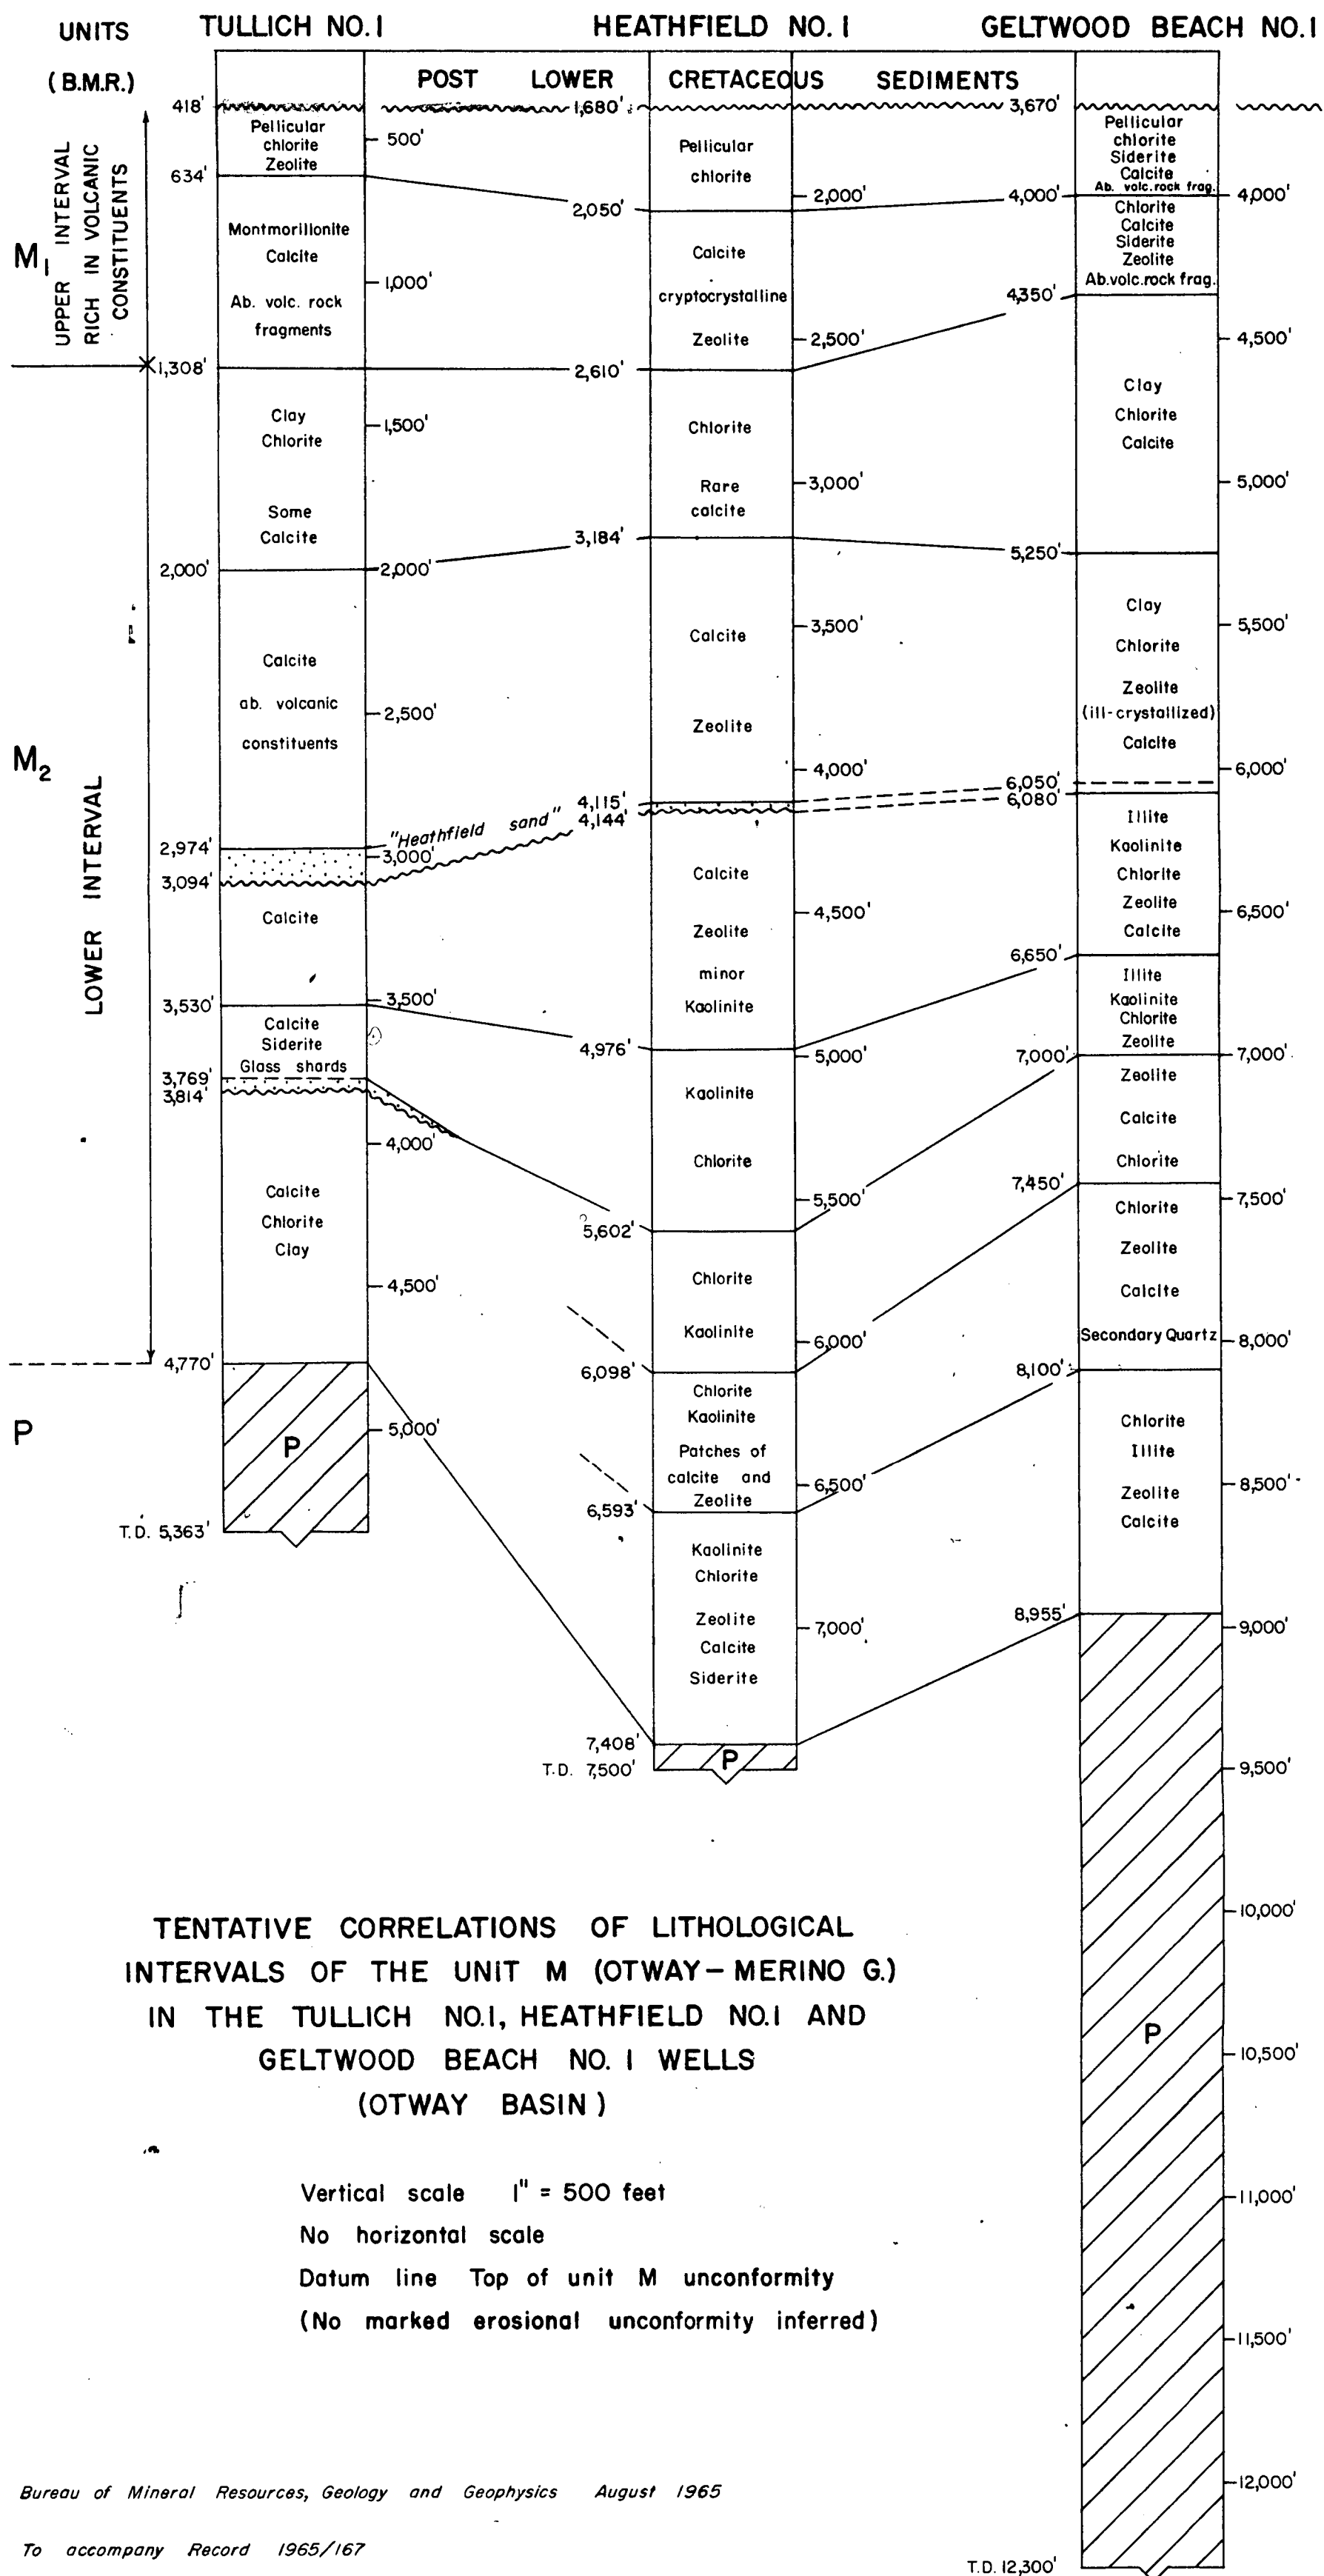 UNITS
(B.M.R.)
TULLICH NO. 1
HEATHFIELD NO. 1
GELTWOOD BEACH NO. 1
POST LOWER CRETACEOUS SEDIMENTS
M1
UPPER INTERVAL
RICH IN VOLCANIC
CONSTITUENTS
M2
LOWER INTERVAL
P
418'
634'
1,308'
2,000'
2,974'
3,094'
3,530'
3,769'
3,814'
4,770'
T.D. 5,363'
Pellicular
chlorite
Zeolite
Montmorillonite
Calcite
Ab. volc. rock
fragments
Clay
Chlorite
Some
Calcite
Calcite
ab. volcanic
constituents
Calcite
Calcite
Siderite
Glass shards
Calcite
Chlorite
Clay
P
500'
1,000'
1,500'
2,000'
2,500'
3,000'
3,500'
4,000'
4,500'
5,000'
"Heathfield sand"
1,680'
2,050'
2,610'
3,184'
4,115'
4,144'
4,976'
5,602'
6,098'
6,593'
7,408'
T.D. 7,500'
Pellicular
chlorite
Calcite
cryptocrystalline
Zeolite
Chlorite
Rare
calcite
Calcite
Zeolite
Calcite
Zeolite
minor
Kaolinite
Kaolinite
Chlorite
Chlorite
Kaolinite
Chlorite
Kaolinite
Patches of
calcite and
Zeolite
Kaolinite
Chlorite
Zeolite
Calcite
Siderite
P
2,000'
2,500'
3,000'
3,500'
4,000'
4,500'
5,000'
5,500'
6,000'
6,500'
7,000'
3,670'
4,000'
4,350'
5,250'
6,050'
6,080'
6,650'
7,000'
7,450'
8,100'
8,955'
T.D. 12,300'
Pellicular
chlorite
Siderite
Calcite
Ab. volc. rock frag.
Chlorite
Calcite
Siderite
Zeolite
Ab. volc. rock frag.
Clay
Chlorite
Calcite
Clay
Chlorite
Zeolite
(ill-crystallized)
Calcite
Illite
Kaolinite
Chlorite
Zeolite
Calcite
Illite
Kaolinite
Chlorite
Zeolite
Zeolite
Calcite
Chlorite
Chlorite
Zeolite
Calcite
Secondary Quartz
Chlorite
Illite
Zeolite
Calcite
P
4,000'
4,500'
5,000'
5,500'
6,000'
6,500'
7,000'
7,500'
8,000'
8,500'
9,000'
9,500'
10,000'
10,500'
11,000'
11,500'
12,000'
TENTATIVE CORRELATIONS OF LITHOLOGICAL
INTERVALS OF THE UNIT M (OTWAY-MERINO G.)
IN THE TULLICH NO.1, HEATHFIELD NO.1 AND
GELTWOOD BEACH NO. 1 WELLS
(OTWAY BASIN)
Vertical scale 1" = 500 feet
No horizontal scale
Datum line Top of unit M unconformity
(No marked erosional unconformity inferred)
Bureau of Mineral Resources, Geology and Geophysics August 1965
To accompany Record 1965/167